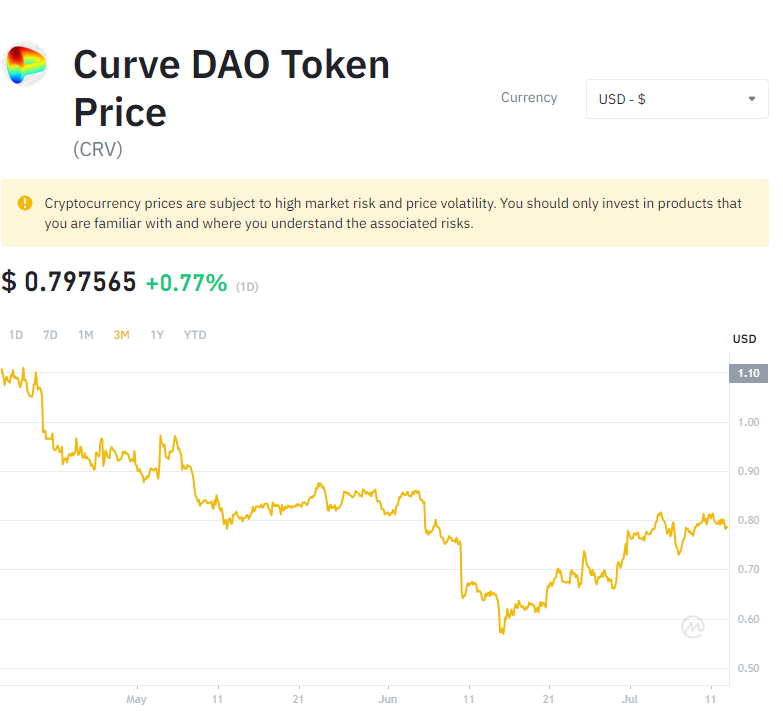 Curve DAO Token
Price
(CRV)
Currency
USD - $
Cryptocurrency prices are subject to high market risk and price volatility. You should only invest in products that
you are familiar with and where you understand the associated risks.
$ 0.797565 +0.77% (1D)
1D 7D 1M 3M 1Y YTD
USD
1.10
1.00
0.90
0.80
0.70
0.60
0.50
May 11 21 Jun 11 21 Jul 11